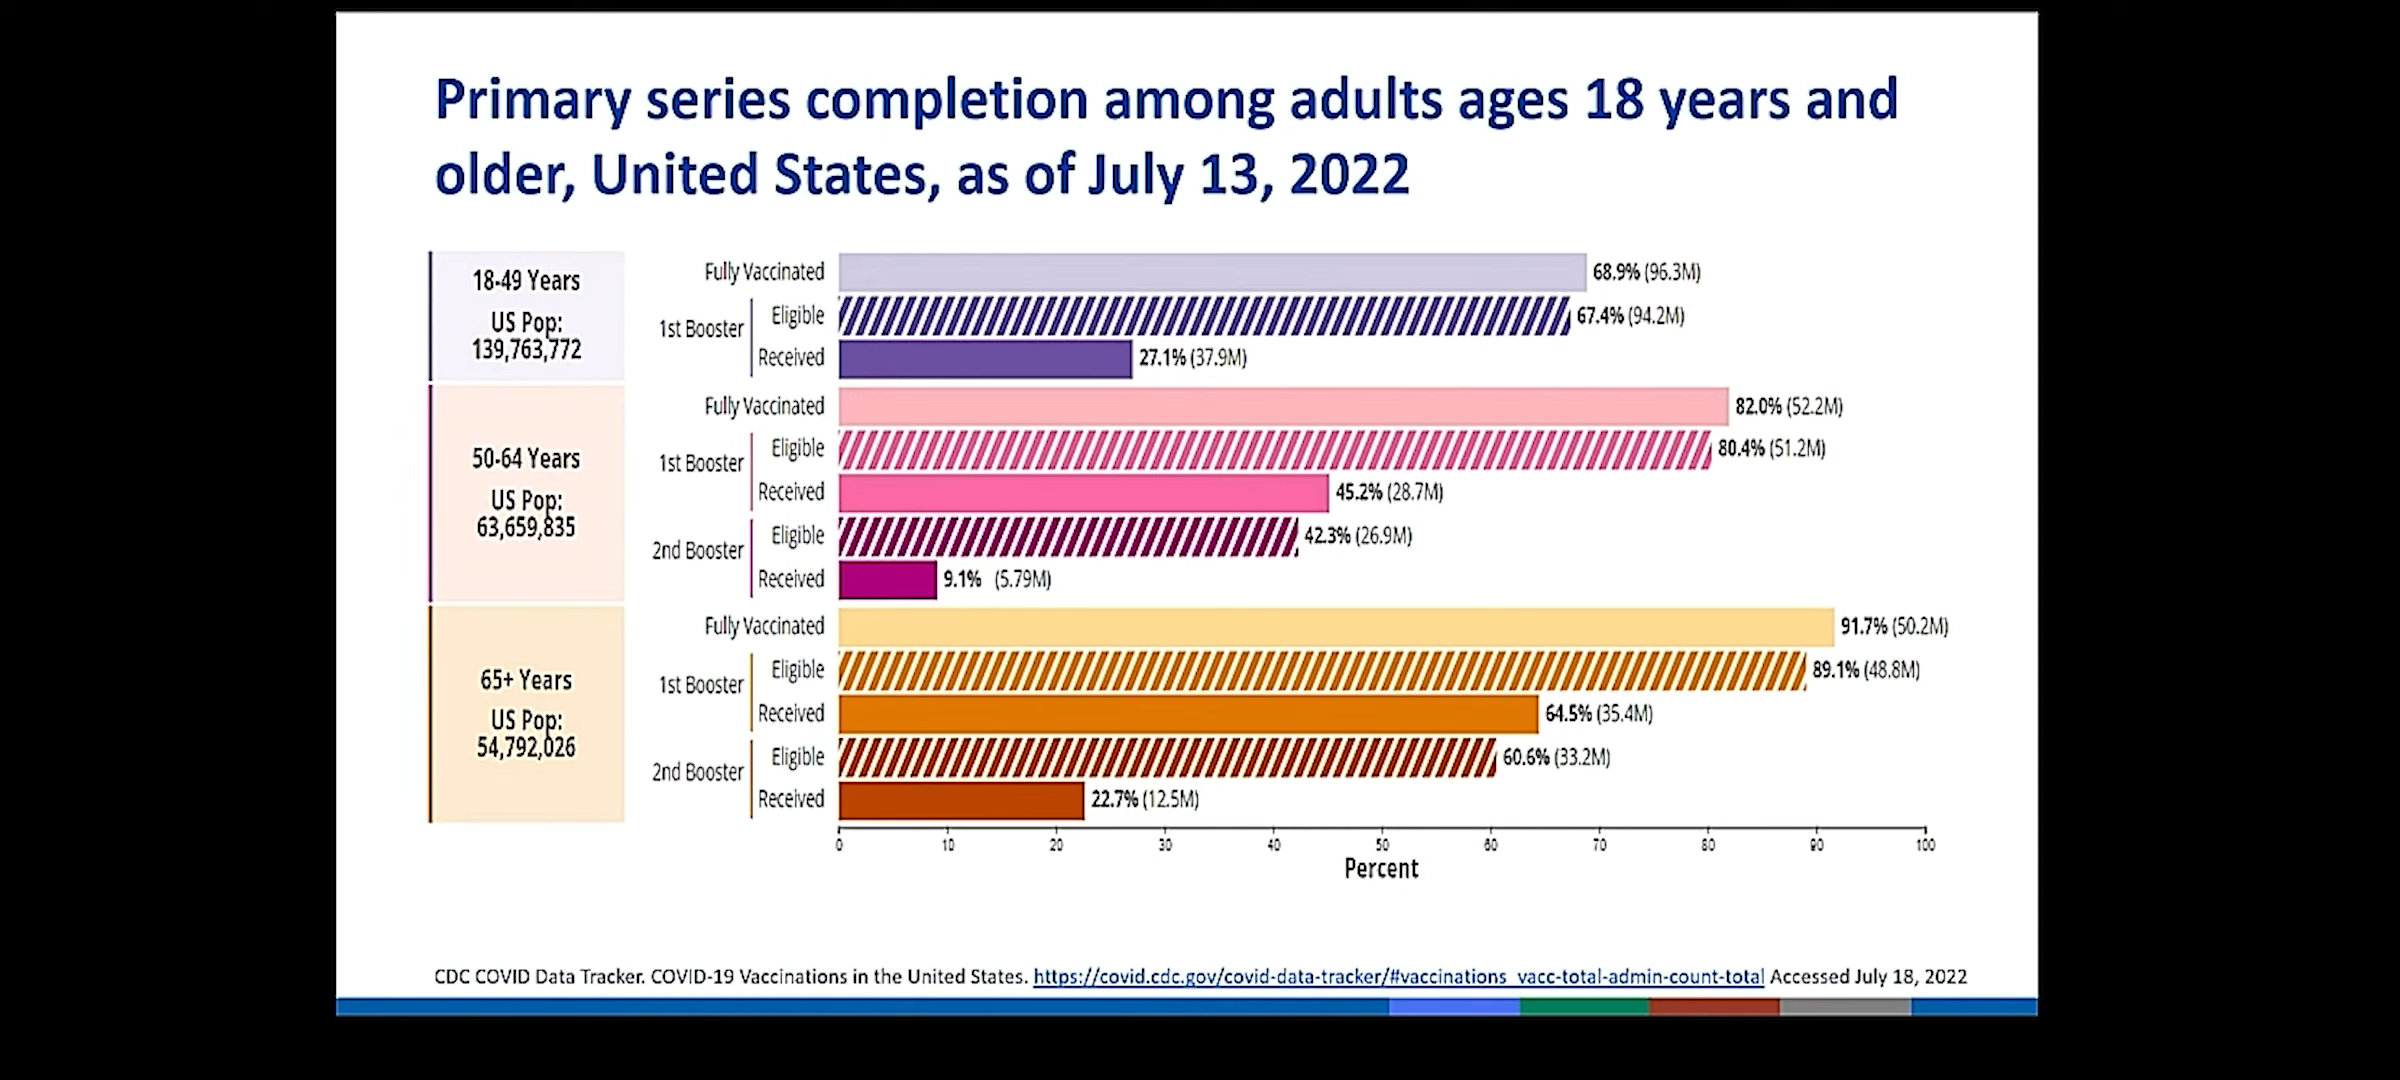 Primary series completion among adults ages 18 years and
older, United States, as of July 13, 2022
18-49 Years
US Pop:
139,763,772
Fully Vaccinated 68.9% (96.3M)
1st Booster
Eligible 67.4% (94.2M)
Received 27.1% (37.9M)
50-64 Years
US Pop:
63,659,835
Fully Vaccinated 82.0% (52.2M)
1st Booster
Eligible 80.4% (51.2M)
Received 45.2% (28.7M)
2nd Booster
Eligible 42.3% (26.9M)
Received 9.1% (5.79M)
65+ Years
US Pop:
54,792,026
Fully Vaccinated 91.7% (50.2M)
1st Booster
Eligible 89.1% (48.8M)
Received 64.5% (35.4M)
2nd Booster
Eligible 60.6% (33.2M)
Received 22.7% (12.5M)
0 10 20 30 40 50 60 70 80 90 100
Percent
CDC COVID Data Tracker. COVID-19 Vaccinations in the United States. https://covid.cdc.gov/covid-data-tracker/#vaccinations_vacc-total-admin-count-total Accessed July 18, 2022